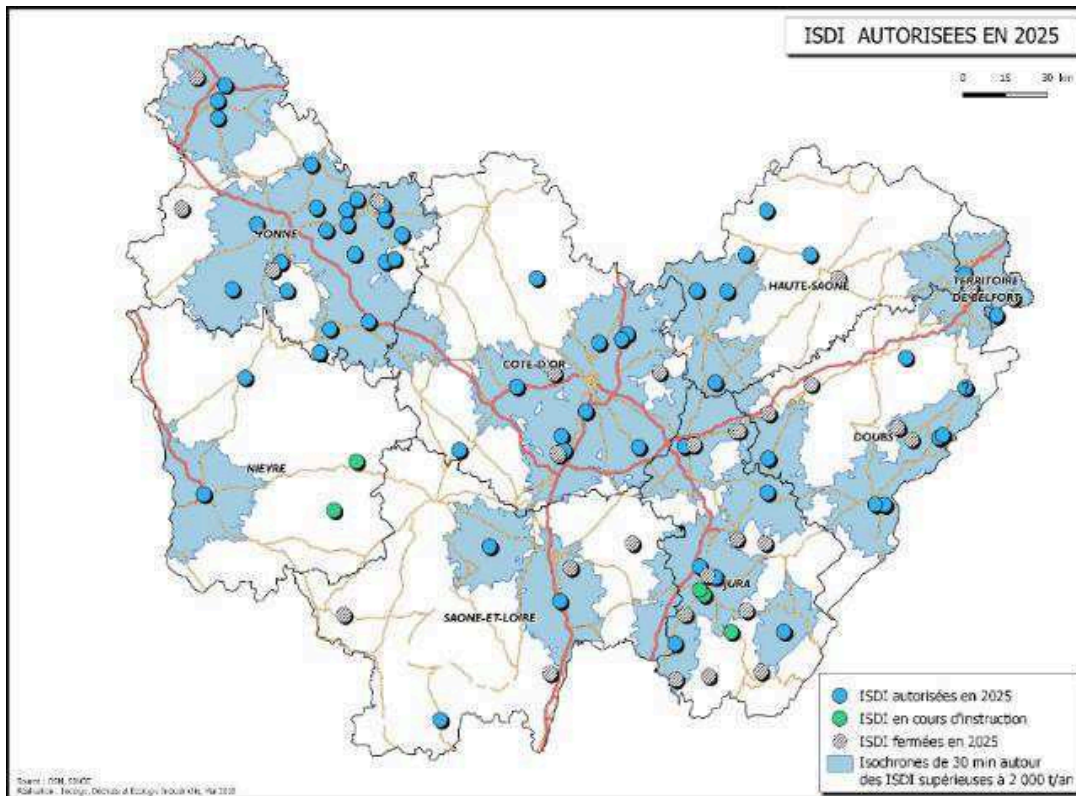 ISDI AUTORISEES EN 2025
0 15 30 km
YONNE
HAUTE-SAONE
TERRITOIRE
DE BELFORT
COTE-D'OR
DOUBS
NIEVRE
JURA
SAONE-ET-LOIRE
ISDI autorisées en 2025
ISDI en cours d'instruction
ISDI fermées en 2025
Isochrones de 30 min autour
des ISDI supérieures à 2 000 t/an